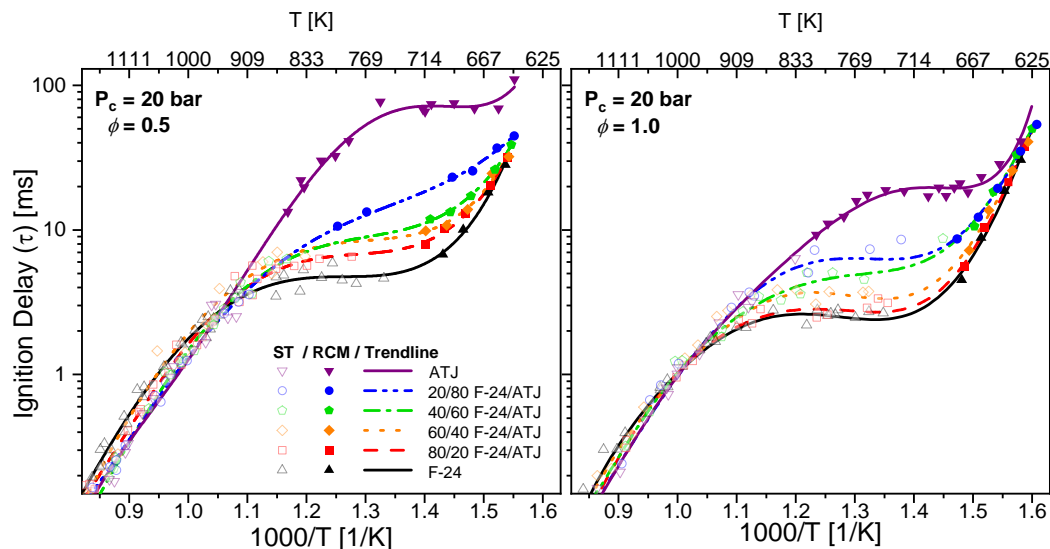 T [K]
T [K]
1111 1000 909 833 769 714 667 625
1111 1000 909 833 769 714 667 625
100
10
1
Ignition Delay (τ) [ms]
P_c = 20 bar
ϕ = 0.5
P_c = 20 bar
ϕ = 1.0
ST / RCM / Trendline
ATJ
20/80 F-24/ATJ
40/60 F-24/ATJ
60/40 F-24/ATJ
80/20 F-24/ATJ
F-24
0.9 1.0 1.1 1.2 1.3 1.4 1.5 1.6
0.9 1.0 1.1 1.2 1.3 1.4 1.5 1.6
1000/T [1/K]
1000/T [1/K]